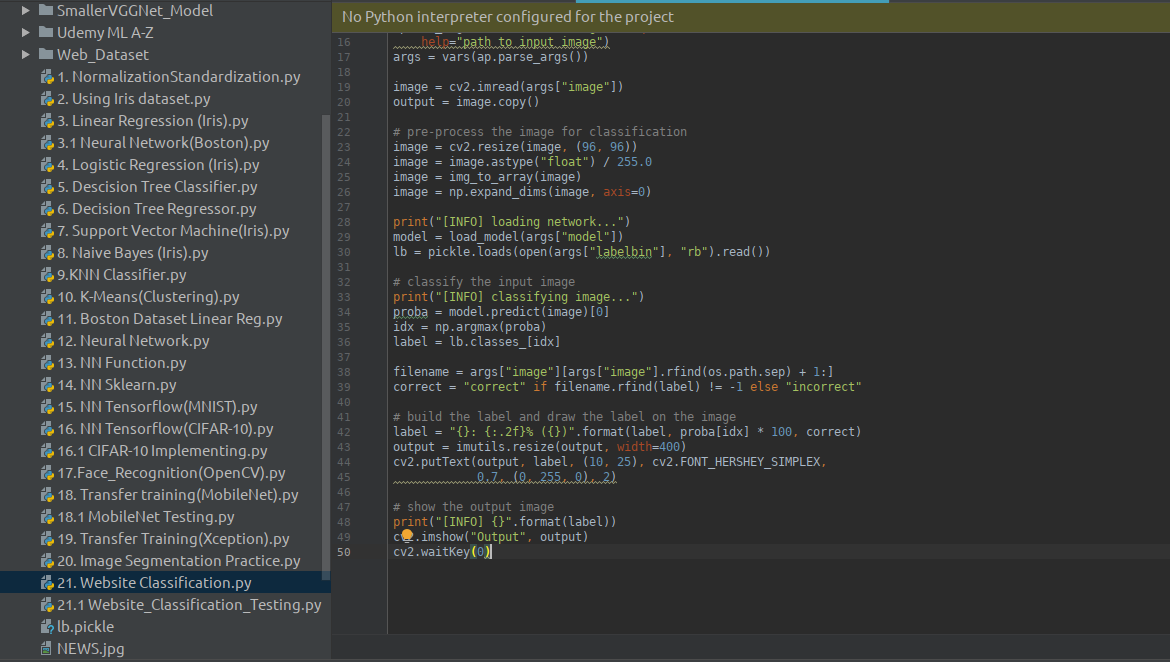 SmallerVGGNet_Model
Udemy ML A-Z
Web_Dataset
1. NormalizationStandardization.py
2. Using Iris dataset.py
3. Linear Regression (Iris).py
3.1 Neural Network(Boston).py
4. Logistic Regression (Iris).py
5. Descision Tree Classifier.py
6. Decision Tree Regressor.py
7. Support Vector Machine(Iris).py
8. Naive Bayes (Iris).py
9.KNN Classifier.py
10. K-Means(Clustering).py
11. Boston Dataset Linear Reg.py
12. Neural Network.py
13. NN Function.py
14. NN Sklearn.py
15. NN Tensorflow(MNIST).py
16. NN Tensorflow(CIFAR-10).py
16.1 CIFAR-10 Implementing.py
17.Face_Recognition(OpenCV).py
18. Transfer training(MobileNet).py
18.1 MobileNet Testing.py
19. Transfer Training(Xception).py
20. Image Segmentation Practice.py
21. Website Classification.py
21.1 Website_Classification_Testing.py
lb.pickle
NEWS.jpg
No Python interpreter configured for the project
16 help="path to input image")
17 args = vars(ap.parse_args())
18
19 image = cv2.imread(args["image"])
20 output = image.copy()
21
22 # pre-process the image for classification
23 image = cv2.resize(image, (96, 96))
24 image = image.astype("float") / 255.0
25 image = img_to_array(image)
26 image = np.expand_dims(image, axis=0)
27
28 print("[INFO] loading network...")
29 model = load_model(args["model"])
30 lb = pickle.loads(open(args["labelbin"], "rb").read())
31
32 # classify the input image
33 print("[INFO] classifying image...")
34 proba = model.predict(image)[0]
35 idx = np.argmax(proba)
36 label = lb.classes_[idx]
37
38 filename = args["image"][args["image"].rfind(os.path.sep) + 1:]
39 correct = "correct" if filename.rfind(label) != -1 else "incorrect"
40
41 # build the label and draw the label on the image
42 label = "{}: {:.2f}% ({})".format(label, proba[idx] * 100, correct)
43 output = imutils.resize(output, width=400)
44 cv2.putText(output, label, (10, 25), cv2.FONT_HERSHEY_SIMPLEX,
45 0.7, (0, 255, 0), 2)
46
47 # show the output image
48 print("[INFO] {}".format(label))
49 cv2.imshow("Output", output)
50 cv2.waitKey(0)